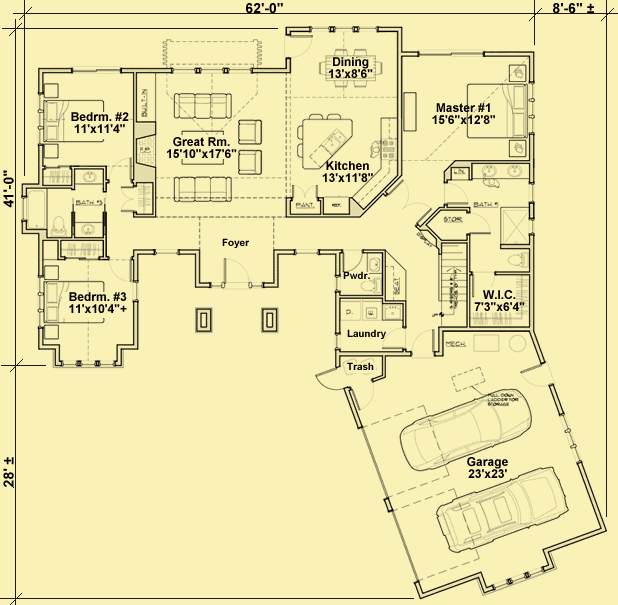 62'-0"
8'-6" ±
Dining
13'x8'6"
Bedrm. #2
11'x11'4"
BUILT-IN
Great Rm.
15'10"x17'6"
Master #1
15'6"x12'8"
Kitchen
13'x11'8"
41'-0"
LIN.
PANT.
REF.
BATH
BATH
STOR.
DISPLAY
Foyer
Pwdr.
SEAT
Bedrm. #3
11'x10'4"+
W.I.C.
7'3"x6'4"
D.
Laundry
MECH.
Trash
PULL DOWN
LADDER FOR
STORAGE
28' ±
Garage
23'x23'